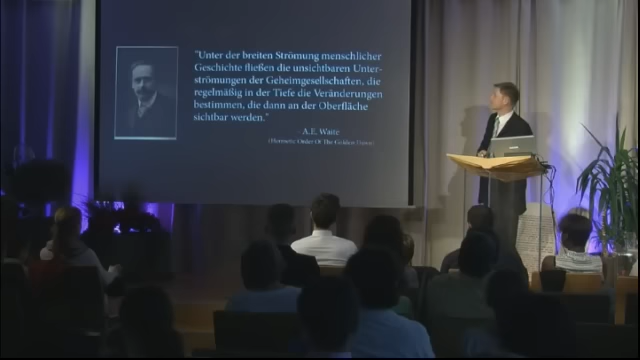 "Unter der breiten Strömung menschlicher
Geschichte fließen die unsichtbaren Unter-
strömungen der Geheimgesellschaften, die
regelmäßig in der Tiefe die Veränderungen
bestimmen, die dann an der Oberfläche
sichtbar werden."
A.E. Waite
(Hermetic Order Of The Golden Dawn)